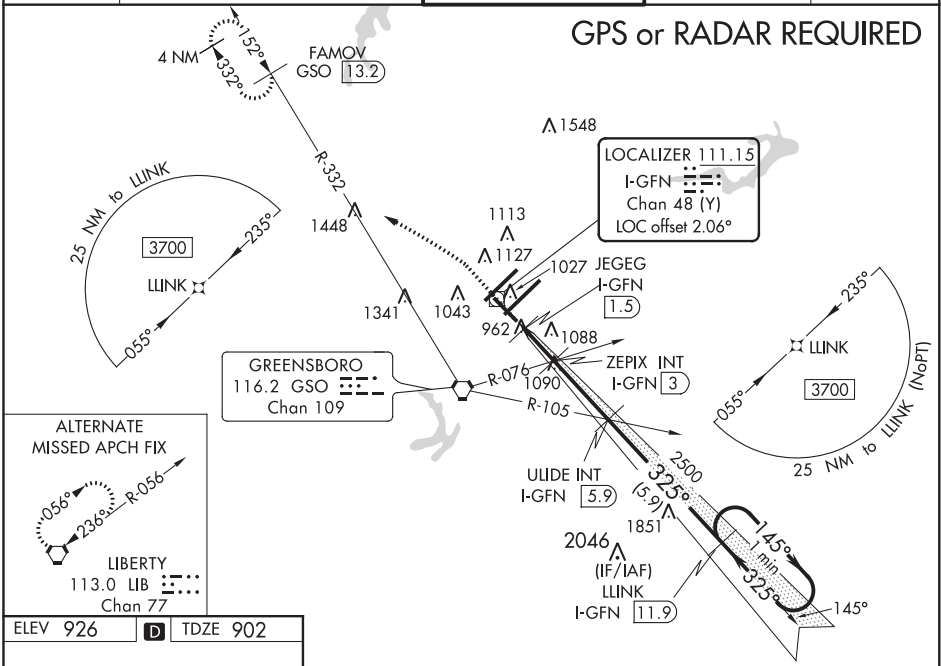 GPS or RADAR REQUIRED
4 NM
152°
332°
FAMOV
GSO 13.2
R-332
1548
LOCALIZER 111.15
I-GFN
Chan 48 (Y)
LOC offset 2.06°
25 NM to LLINK
3700
235°
LLINK
055°
1448
1113
1127
1027
JEGEG
I-GFN
1.5
1341
1043
962
1088
ZEPIX INT
I-GFN 3
1090
GREENSBORO
116.2 GSO
Chan 109
R-076
R-105
235°
LLINK
3700
055°
25 NM to LLINK (NoPT)
ALTERNATE
MISSED APCH FIX
056°
236°
R-056
LIBERTY
113.0 LIB
Chan 77
ULIDE INT
I-GFN 5.9
2500
325°
(5.9)
1851
2046
(IF/IAF)
LLINK
I-GFN 11.9
145°
1 min
325°
145°
ELEV 926 D TDZE 902